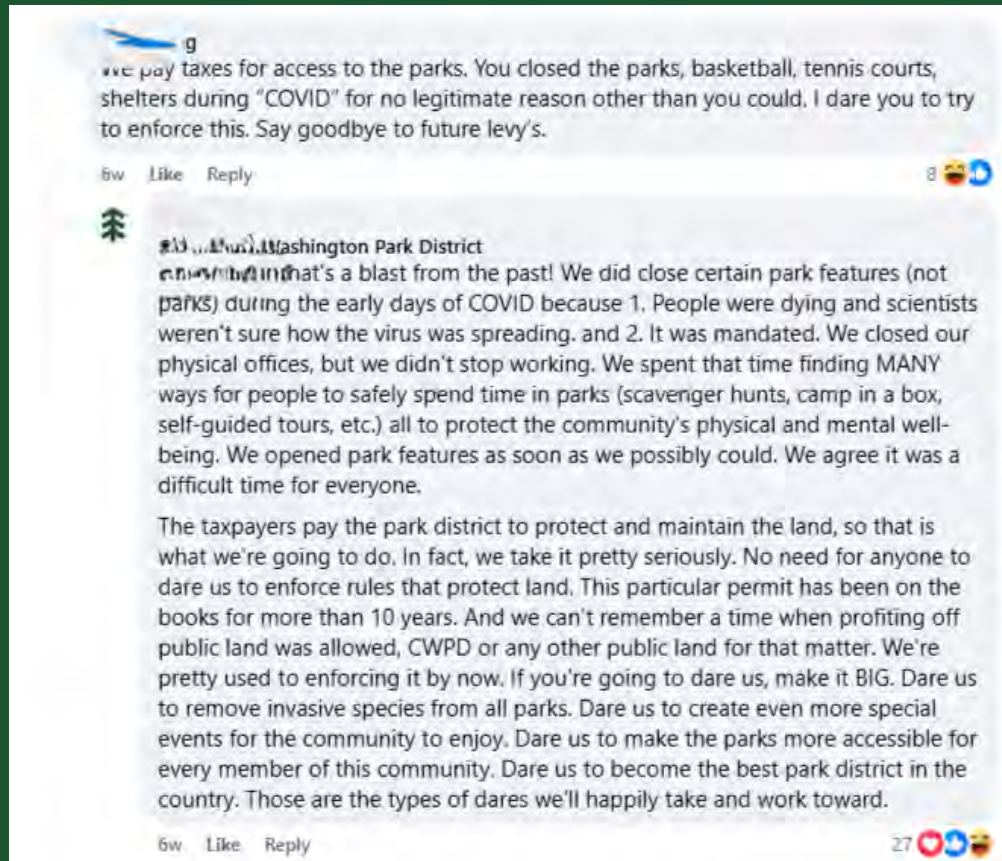 g
We pay taxes for access to the parks. You closed the parks, basketball, tennis courts,
shelters during "COVID" for no legitimate reason other than you could. I dare you to try
to enforce this. Say goodbye to future levy's.
6w Like Reply 8
Washington Park District
that's a blast from the past! We did close certain park features (not
parks) during the early days of COVID because 1. People were dying and scientists
weren't sure how the virus was spreading. and 2. It was mandated. We closed our
physical offices, but we didn't stop working. We spent that time finding MANY
ways for people to safely spend time in parks (scavenger hunts, camp in a box,
self-guided tours, etc.) all to protect the community's physical and mental well-
being. We opened park features as soon as we possibly could. We agree it was a
difficult time for everyone.
The taxpayers pay the park district to protect and maintain the land, so that is
what we're going to do. In fact, we take it pretty seriously. No need for anyone to
dare us to enforce rules that protect land. This particular permit has been on the
books for more than 10 years. And we can't remember a time when profiting off
public land was allowed, CWPD or any other public land for that matter. We're
pretty used to enforcing it by now. If you're going to dare us, make it BIG. Dare us
to remove invasive species from all parks. Dare us to create even more special
events for the community to enjoy. Dare us to make the parks more accessible for
every member of this community. Dare us to become the best park district in the
country. Those are the types of dares we'll happily take and work toward.
6w Like Reply 27